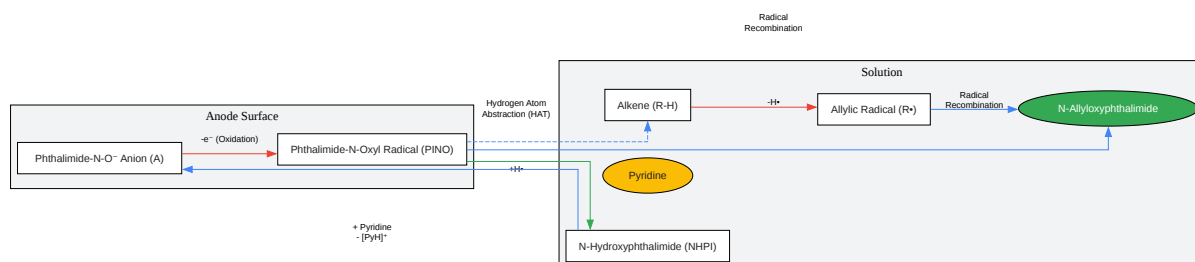 Radical
Recombination
Solution
Anode Surface
Hydrogen Atom
Abstraction (HAT)
Alkene (R-H)
-H•
Allylic Radical (R•)
Radical
Recombination
N-Allyloxyphthalimide
-e⁻ (Oxidation)
Phthalimide-N-O⁻ Anion (A)
Phthalimide-N-Oxyl Radical (PINO)
+H•
Pyridine
+ Pyridine
- [PyH]⁺
N-Hydroxyphthalimide (NHPI)